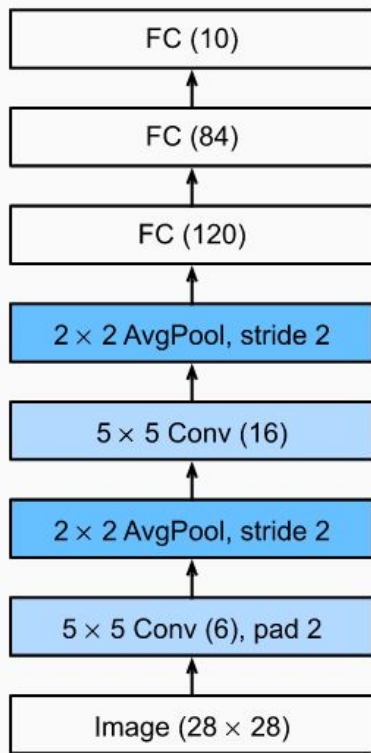 FC (10)
FC (84)
FC (120)
2 × 2 AvgPool, stride 2
5 × 5 Conv (16)
2 × 2 AvgPool, stride 2
5 × 5 Conv (6), pad 2
Image (28 × 28)